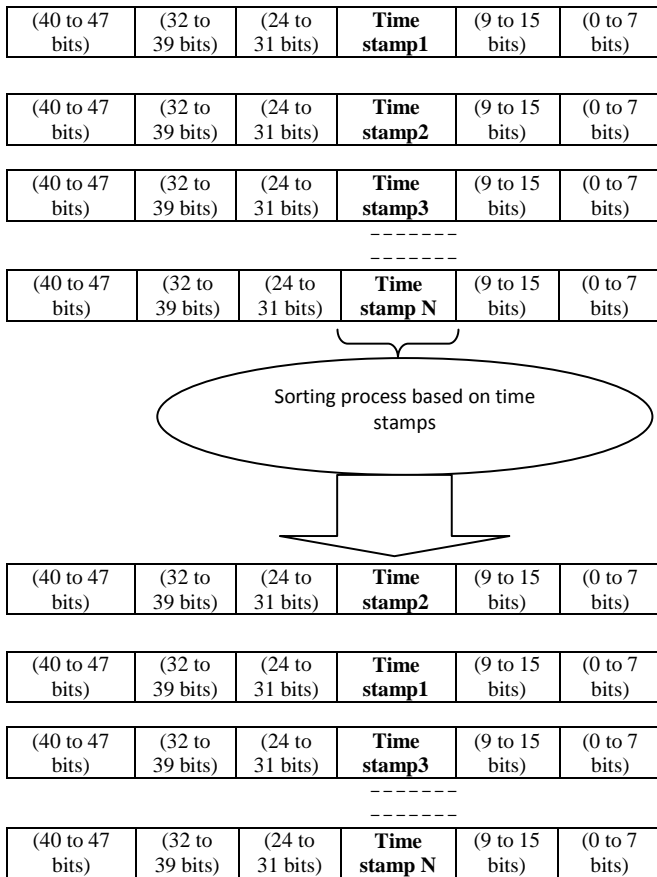 (40 to 47 (32 to (24 to Time (9 to 15 (0 to 7
bits) 39 bits) 31 bits) stamp1 bits) bits)
(40 to 47 (32 to (24 to Time (9 to 15 (0 to 7
bits) 39 bits) 31 bits) stamp2 bits) bits)
(40 to 47 (32 to (24 to Time (9 to 15 (0 to 7
bits) 39 bits) 31 bits) stamp3 bits) bits)
-------
-------
(40 to 47 (32 to (24 to Time (9 to 15 (0 to 7
bits) 39 bits) 31 bits) stamp N bits) bits)
Sorting process based on time
stamps
(40 to 47 (32 to (24 to Time (9 to 15 (0 to 7
bits) 39 bits) 31 bits) stamp2 bits) bits)
(40 to 47 (32 to (24 to Time (9 to 15 (0 to 7
bits) 39 bits) 31 bits) stamp1 bits) bits)
(40 to 47 (32 to (24 to Time (9 to 15 (0 to 7
bits) 39 bits) 31 bits) stamp3 bits) bits)
-------
-------
(40 to 47 (32 to (24 to Time (9 to 15 (0 to 7
bits) 39 bits) 31 bits) stamp N bits) bits)